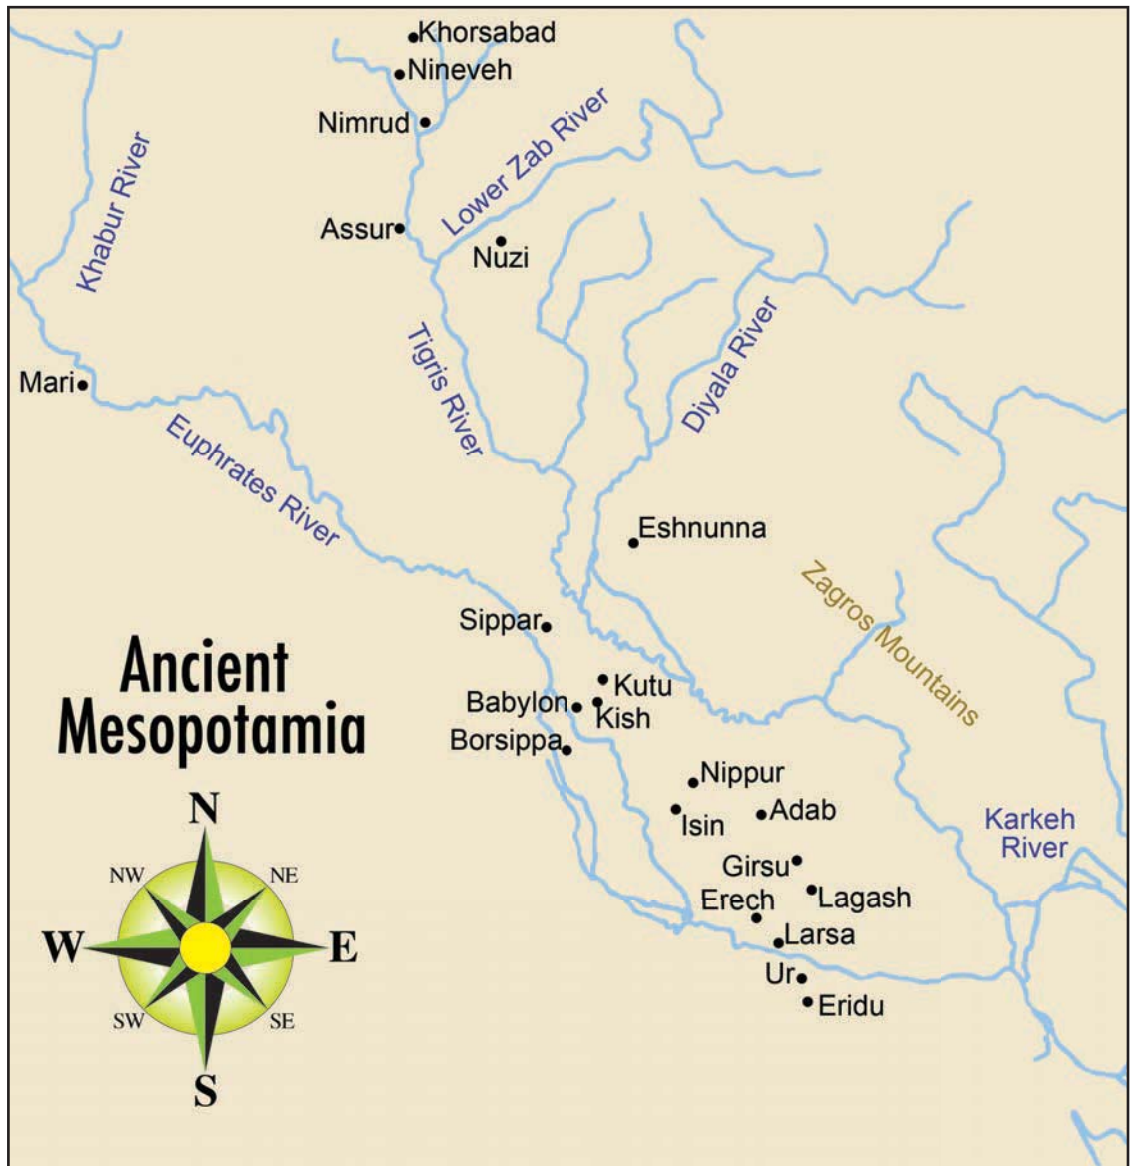 Khorsabad
Nineveh
Nimrud
Lower Zab River
Khabur River
Assur
Nuzi
Tigris River
Diyala River
Mari
Euphrates River
Eshnunna
Zagros Mountains
Sippar
Ancient
Mesopotamia
Kutu
Babylon
Kish
Borsippa
Nippur
Isin
Adab
Karkeh
River
Girsu
Erech
Lagash
Larsa
Ur
Eridu
N
NW
NE
W
E
SW
SE
S